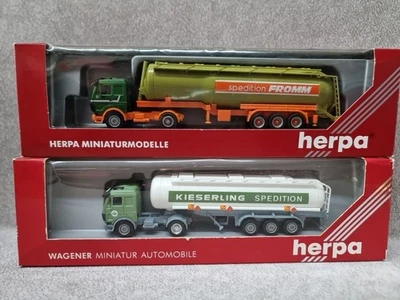 spedition FROMM
HERPA MINIATURMODELLE
herpa
KIESERLING SPEDITION
WAGENER MINIATUR AUTOMOBILE
herpa